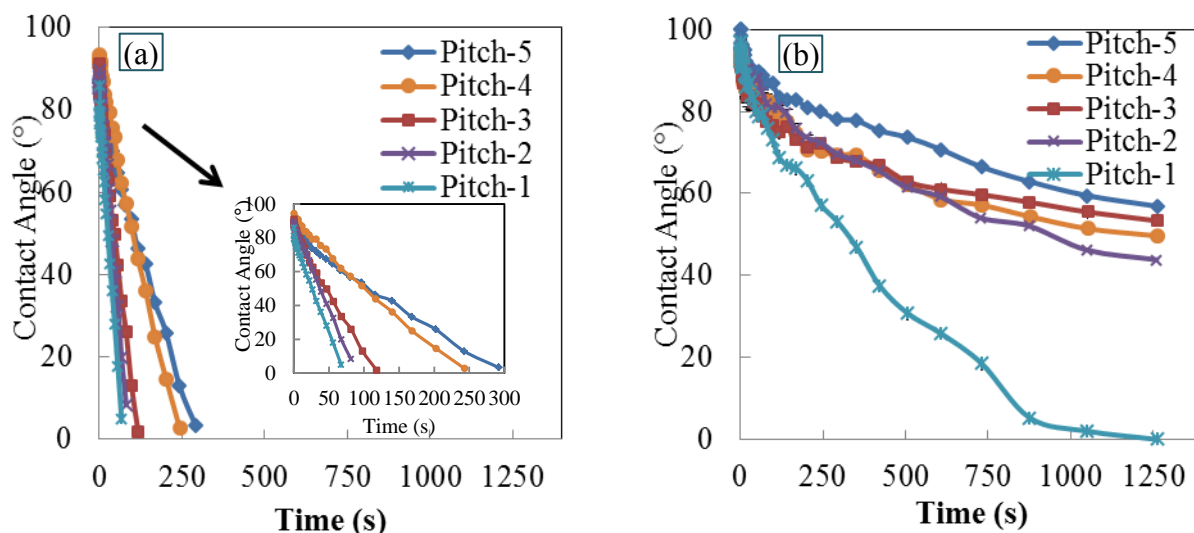 (a)
Pitch-5
Pitch-4
Pitch-3
Pitch-2
Pitch-1
Contact Angle (°)
100
80
60
40
20
0
0 250 500 750 1000 1250
Time (s)
Contact Angle (°)
100
80
60
40
20
0
0 50 100 150 200 250 300
Time (s)
(b)
Pitch-5
Pitch-4
Pitch-3
Pitch-2
Pitch-1
Contact Angle (°)
100
80
60
40
20
0
0 250 500 750 1000 1250
Time (s)